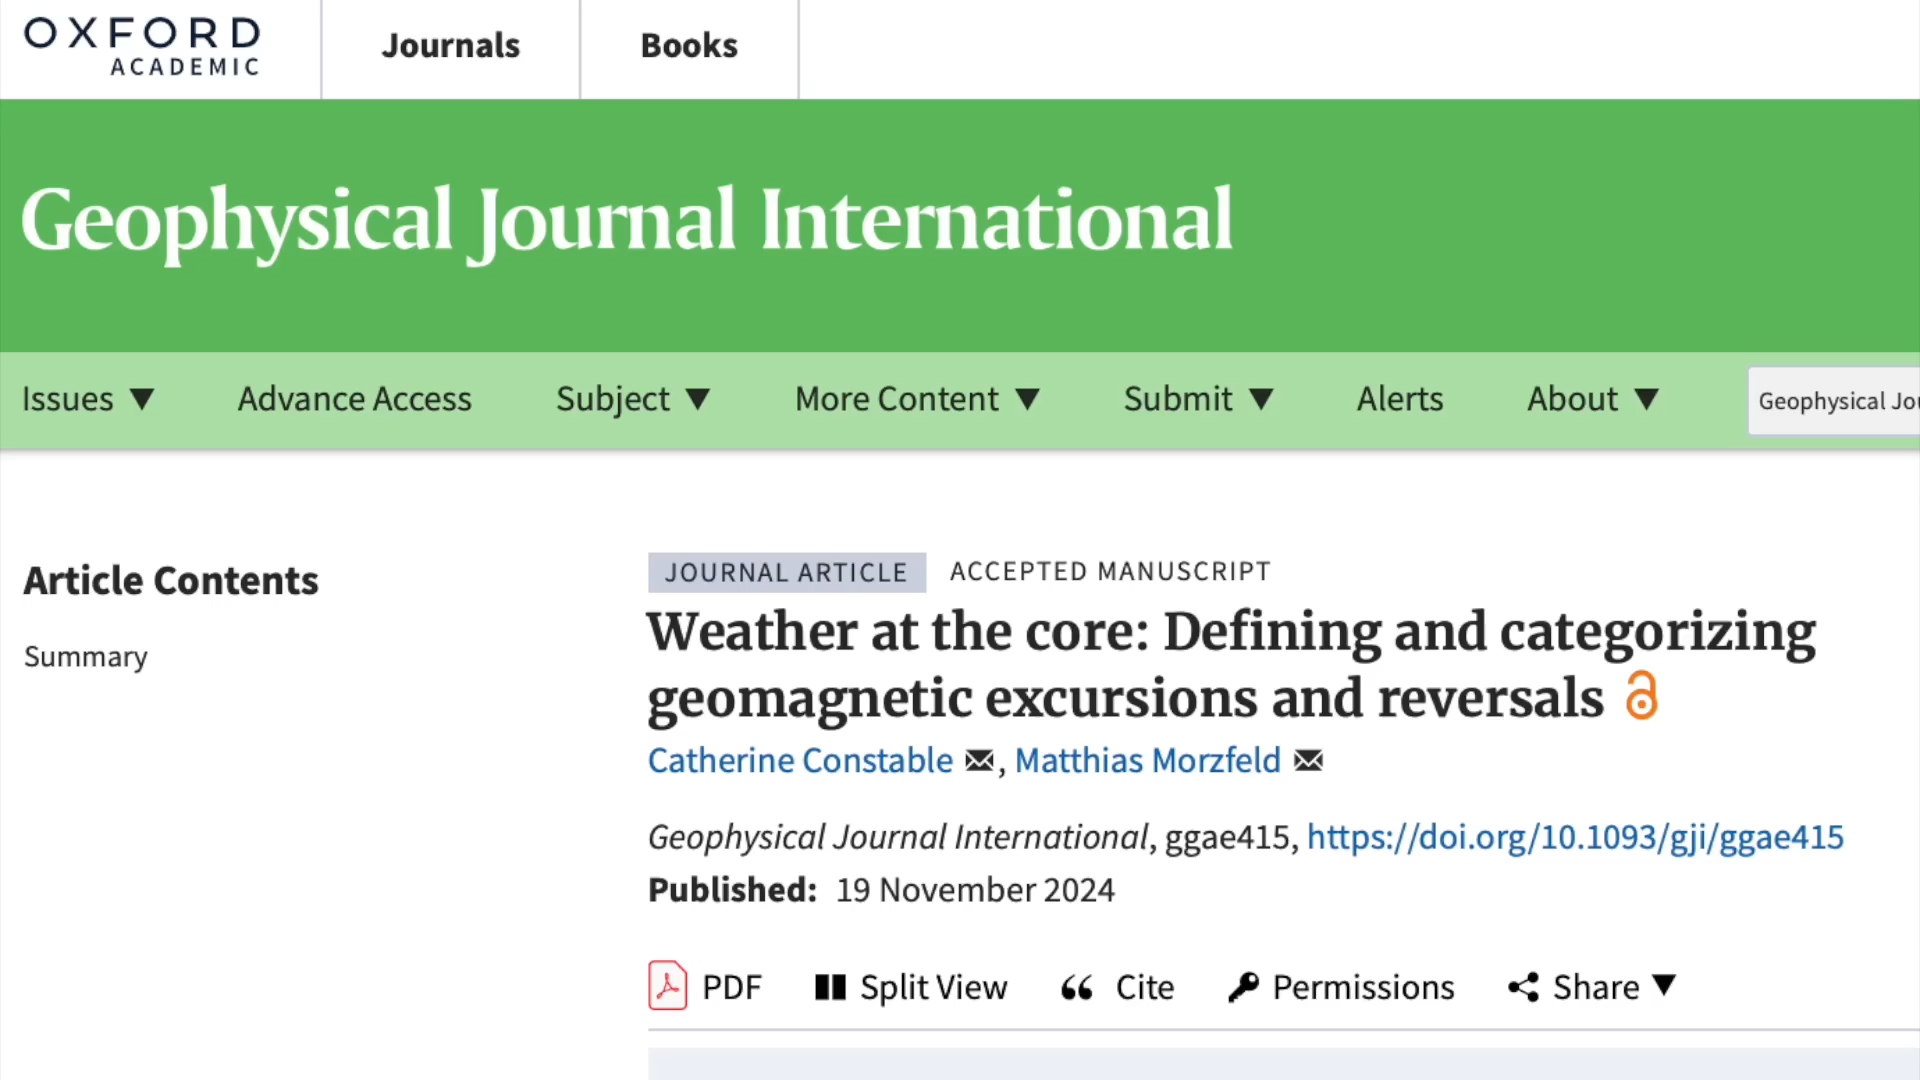 OXFORD
ACADEMIC
Journals
Books
Geophysical Journal International
Issues ▼
Advance Access
Subject ▼
More Content ▼
Submit ▼
Alerts
About ▼
Geophysical Jou
Article Contents
Summary
JOURNAL ARTICLE
ACCEPTED MANUSCRIPT
Weather at the core: Defining and categorizing
geomagnetic excursions and reversals
Catherine Constable, Matthias Morzfeld
Geophysical Journal International, ggae415, https://doi.org/10.1093/gji/ggae415
Published: 19 November 2024
PDF
Split View
Cite
Permissions
Share ▼